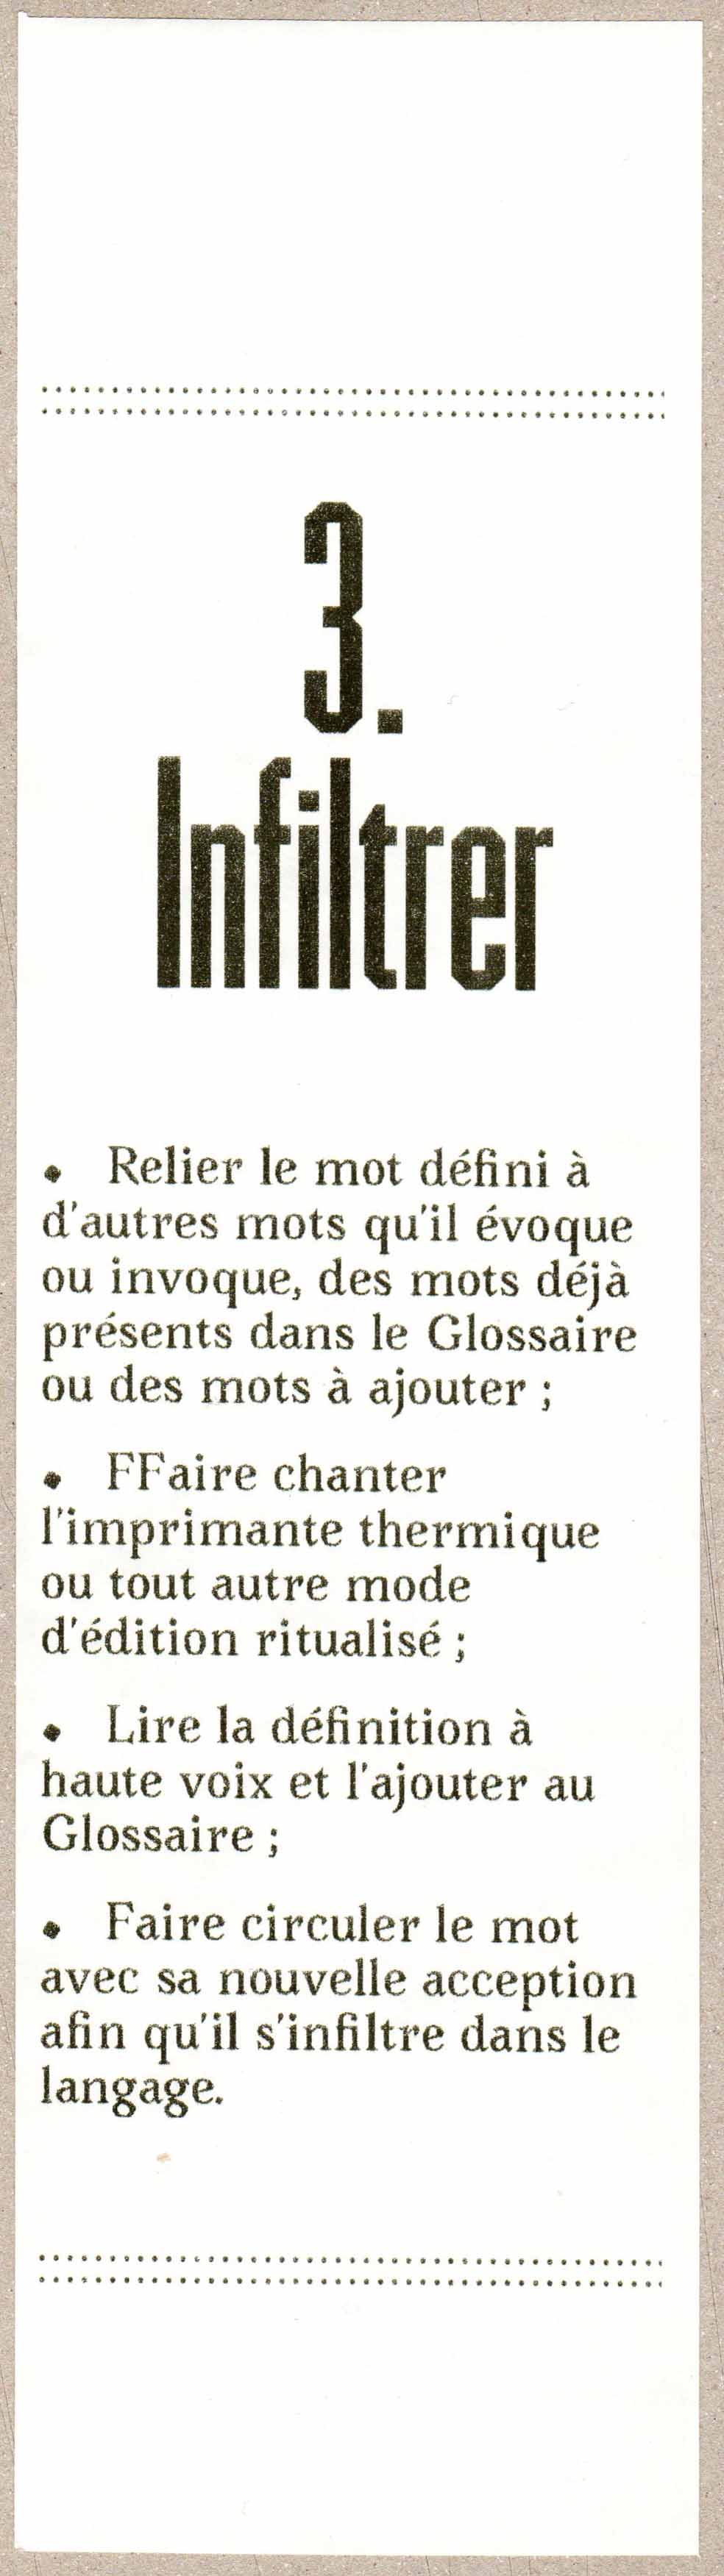 3.
Infiltrer
• Relier le mot défini à
d'autres mots qu'il évoque
ou invoque, des mots déjà
présents dans le Glossaire
ou des mots à ajouter ;
• FFaire chanter
l'imprimante thermique
ou tout autre mode
d'édition ritualisé ;
• Lire la définition à
haute voix et l'ajouter au
Glossaire ;
• Faire circuler le mot
avec sa nouvelle acception
afin qu'il s'infiltre dans le
langage.